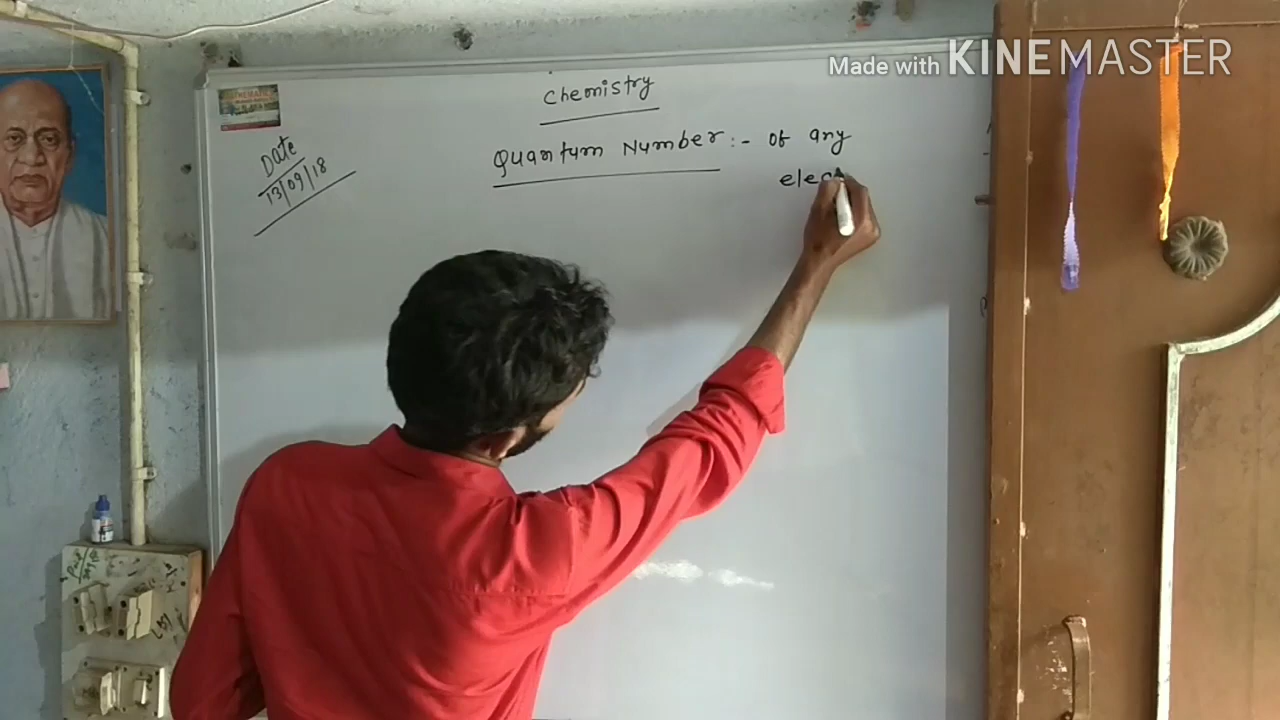 Made with KINEMASTER
Chemistry
Date
13/09/18
Quantum Number :- of any
elec